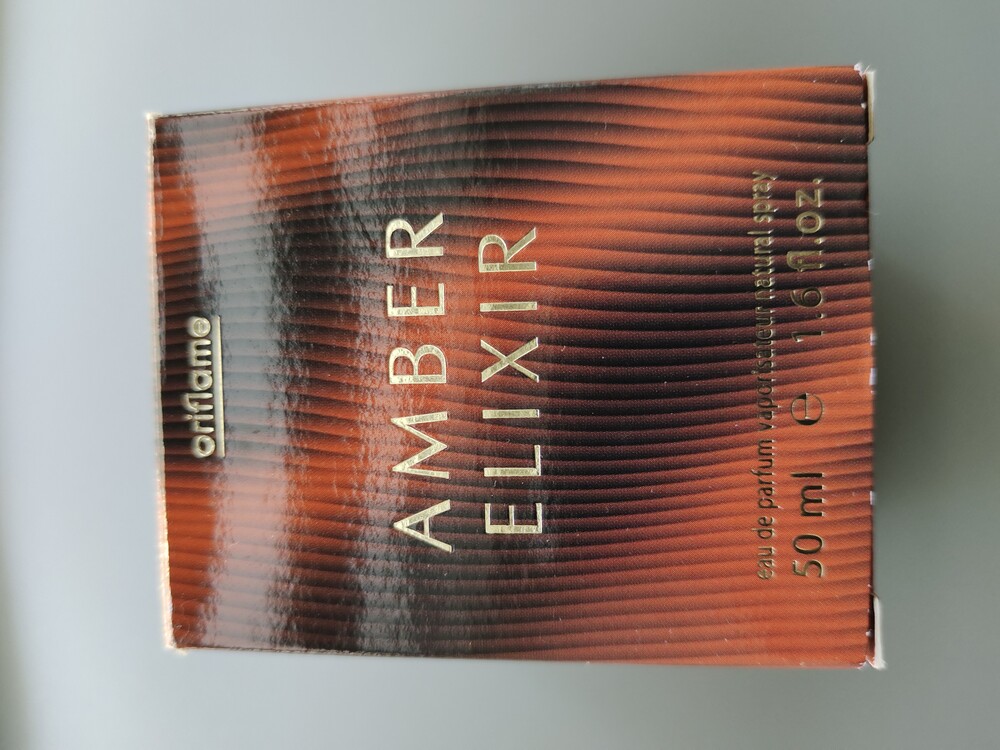 oriflame
AMBER
ELIXIR
eau de parfum vaporisateur natural spray
50 ml ℮ 1.6 fl.oz.